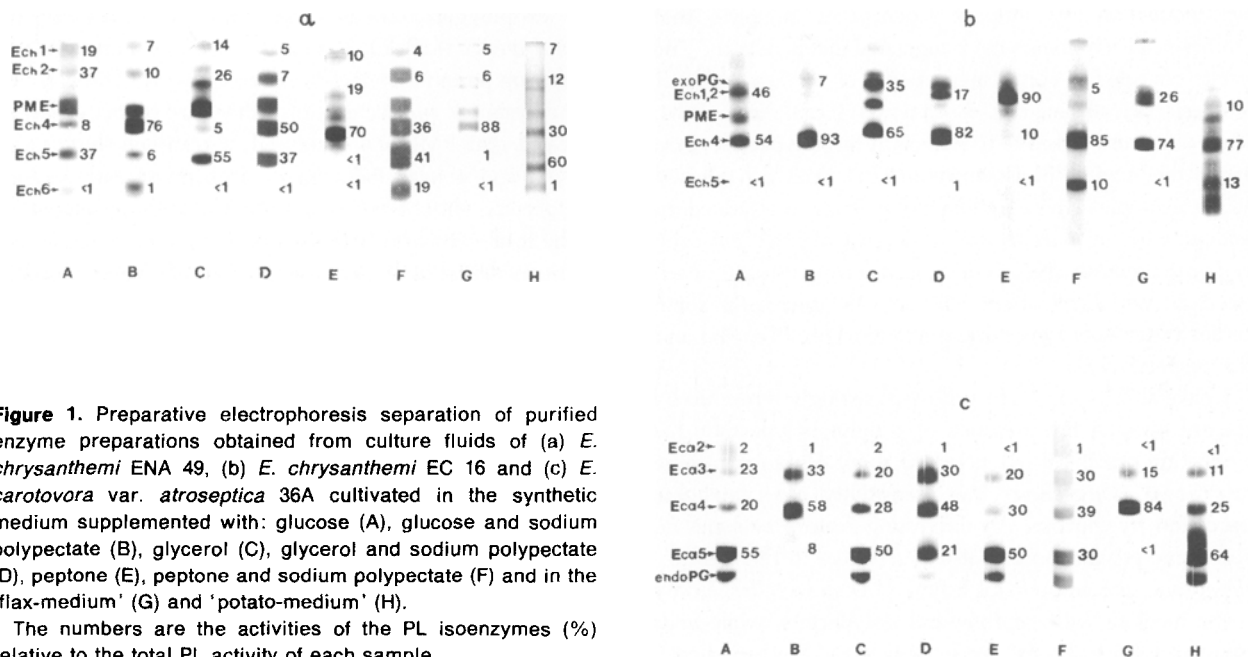 a
Ech1 19 7 14 5 10 4 5 7
Ech2 37 10 26 7 19 6 6 12
PME
Ech4 8 76 5 50 70 36 88 30
Ech5 37 6 55 37 <1 41 1 60
Ech6 <1 1 <1 <1 <1 19 <1 1
A B C D E F G H
b
exoPG
Ech1,2 46 7 35 17 90 5 26 10
PME
Ech4 54 93 65 82 10 85 74 77
Ech5 <1 <1 <1 1 <1 10 <1 13
A B C D E F G H
c
Eca2 2 1 2 1 <1 1 <1 <1
Eca3 23 33 20 30 20 30 15 11
Eca4 20 58 28 48 30 39 84 25
Eca5 55 8 50 21 50 30 <1 64
endoPG
A B C D E F G H
Figure 1. Preparative electrophoresis separation of purified
enzyme preparations obtained from culture fluids of (a) E.
chrysanthemi ENA 49, (b) E. chrysanthemi EC 16 and (c) E.
carotovora var. atroseptica 36A cultivated in the synthetic
medium supplemented with: glucose (A), glucose and sodium
polypectate (B), glycerol (C), glycerol and sodium polypectate
(D), peptone (E), peptone and sodium polypectate (F) and in the
'flax-medium' (G) and 'potato-medium' (H).
The numbers are the activities of the PL isoenzymes (%)
relative to the total PL activity of each sample.